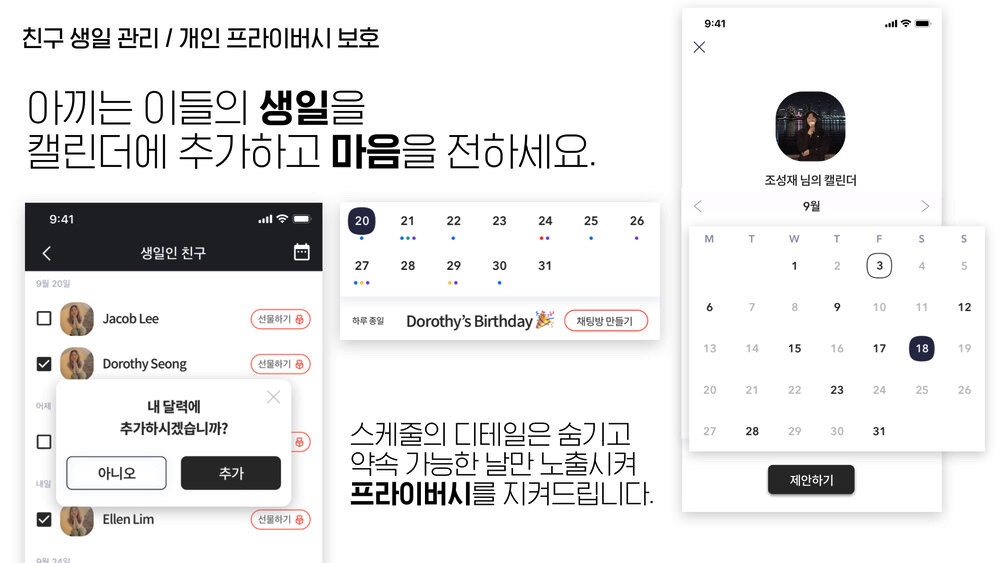 친구 생일 관리 / 개인 프라이버시 보호
아끼는 이들의 생일을
캘린더에 추가하고 마음을 전하세요.
9:41
생일인 친구
9월 20일
Jacob Lee
선물하기
Dorothy Seong
선물하기
어제
내 달력에
추가하시겠습니까?
아니오
추가
내일
Ellen Lim
선물하기
9월 24일
20 21 22 23 24 25 26
27 28 29 30 31
하루 종일 Dorothy's Birthday 채팅방 만들기
스케줄의 디테일은 숨기고
약속 가능한 날만 노출시켜
프라이버시를 지켜드립니다.
9:41
조성재 님의 캘린더
9월
M T W T F S S
1 2 3 4 5
6 7 8 9 10 11 12
13 14 15 16 17 18 19
20 21 22 23 24 25 26
27 28 29 30 31
제안하기